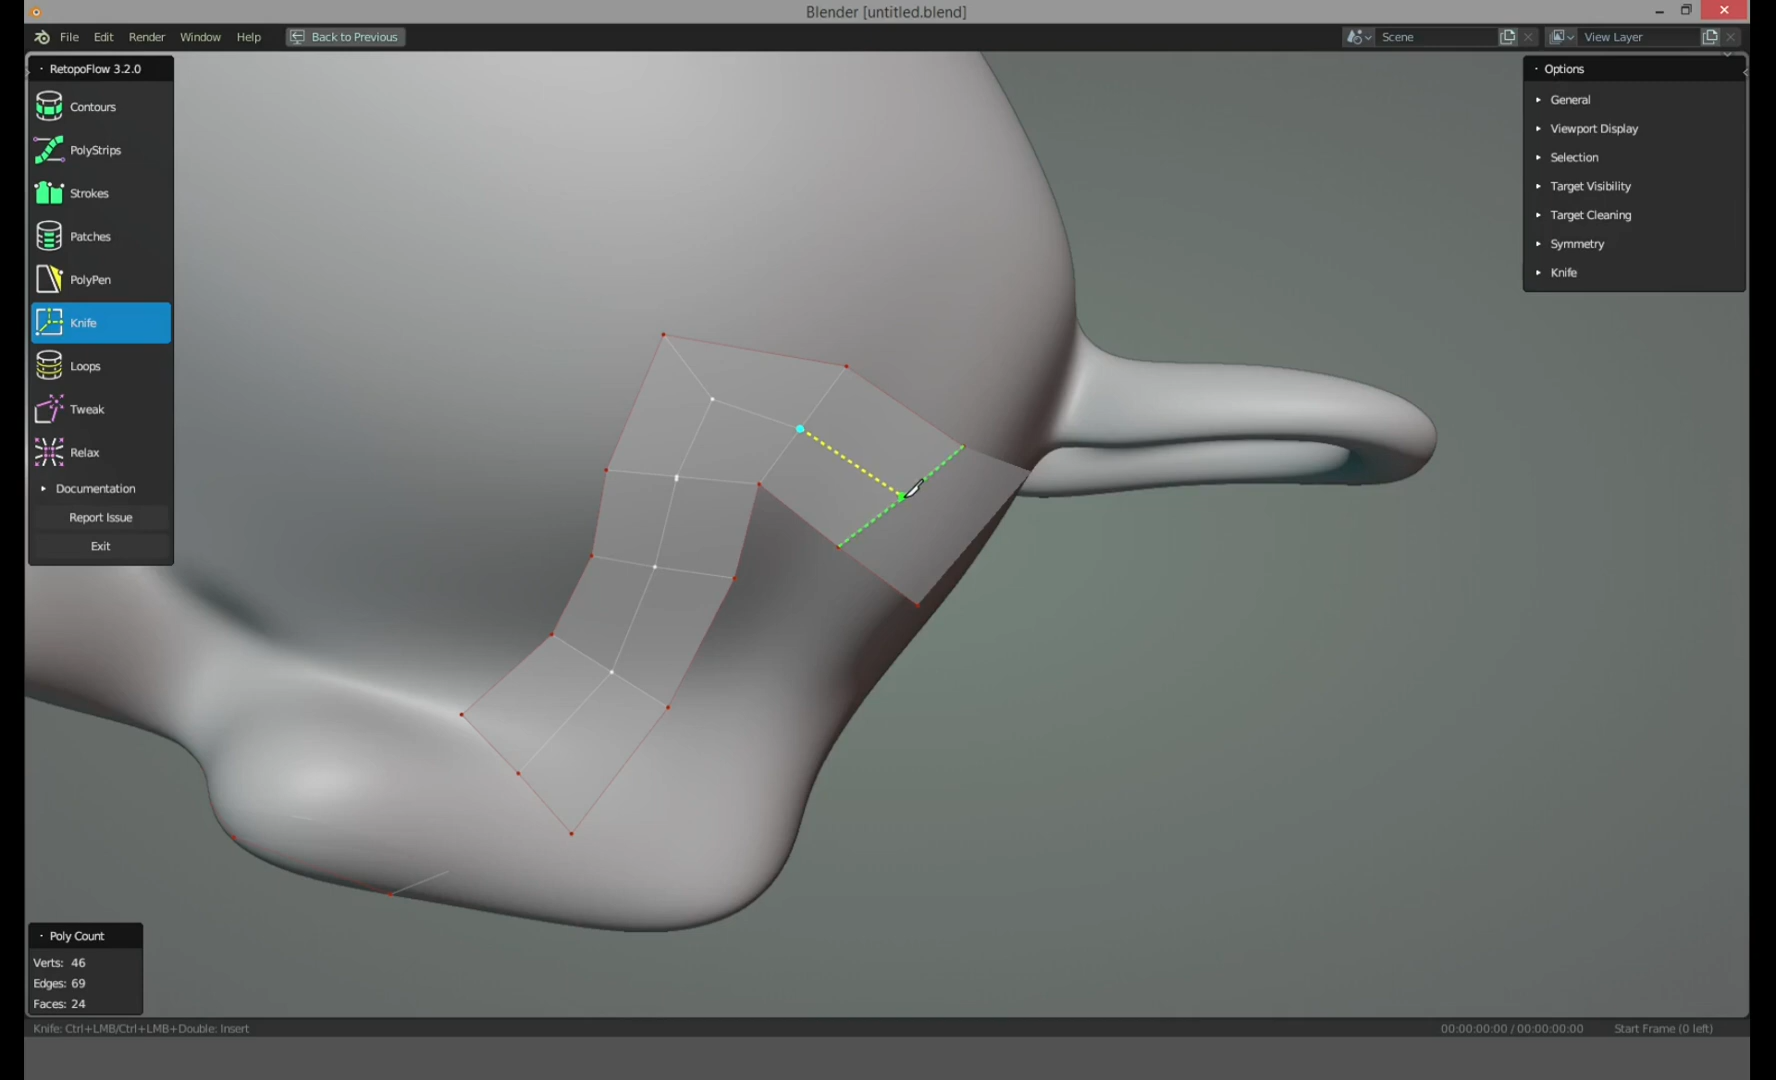 Blender [untitled.blend]
File Edit Render Window Help Back to Previous Scene View Layer
RetopoFlow 3.2.0
Contours
PolyStrips
Strokes
Patches
PolyPen
Knife
Loops
Tweak
Relax
Documentation
Report Issue
Exit
Options
General
Viewport Display
Selection
Target Visibility
Target Cleaning
Symmetry
Knife
Poly Count
Verts: 46
Edges: 69
Faces: 24
Knife: Ctrl+LMB/Ctrl+LMB+Double: Insert 00:00:00:00 / 00:00:00:00 Start Frame (0 left)